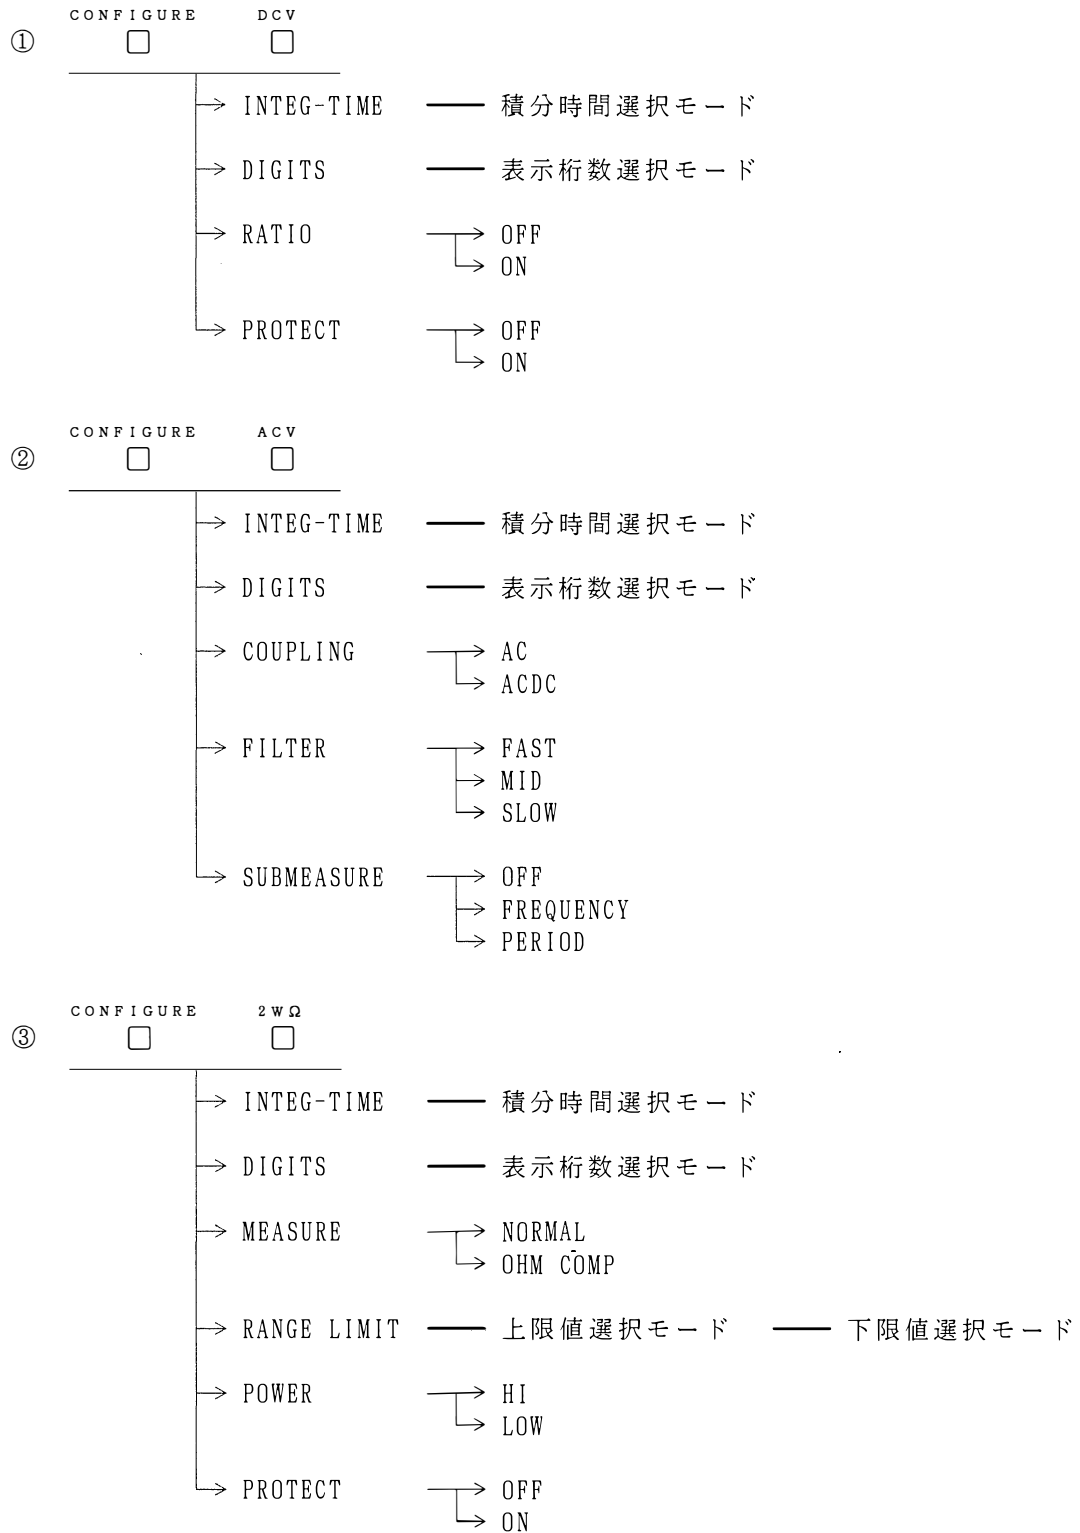 CONFIGURE DCV
①
INTEG-TIME 積分時間選択モード
DIGITS 表示桁数選択モード
RATIO OFF
ON
PROTECT OFF
ON
CONFIGURE ACV
②
INTEG-TIME 積分時間選択モード
DIGITS 表示桁数選択モード
COUPLING AC
ACDC
FILTER FAST
MID
SLOW
SUBMEASURE OFF
FREQUENCY
PERIOD
CONFIGURE 2WΩ
③
INTEG-TIME 積分時間選択モード
DIGITS 表示桁数選択モード
MEASURE NORMAL
OHM COMP
RANGE LIMIT 上限値選択モード 下限値選択モード
POWER HI
LOW
PROTECT OFF
ON